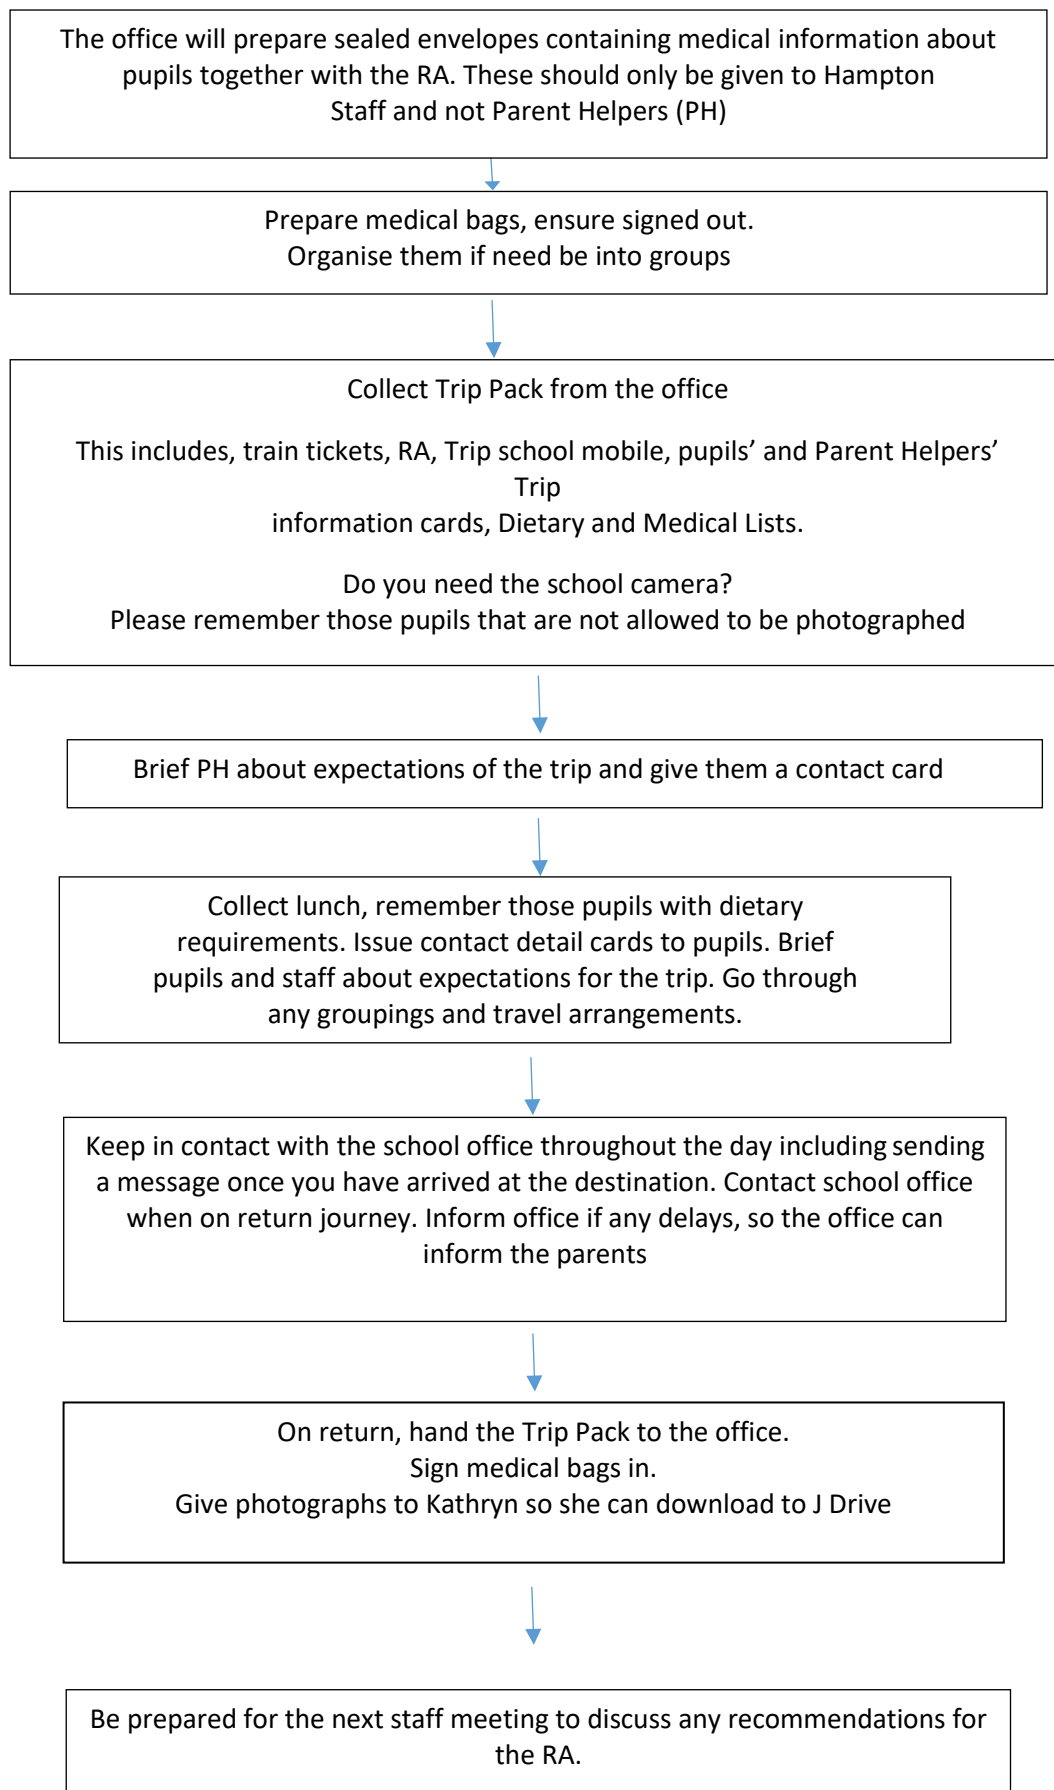 The office will prepare sealed envelopes containing medical information about
pupils together with the RA. These should only be given to Hampton
Staff and not Parent Helpers (PH)
Prepare medical bags, ensure signed out.
Organise them if need be into groups
Collect Trip Pack from the office
This includes, train tickets, RA, Trip school mobile, pupils’ and Parent Helpers’
Trip
information cards, Dietary and Medical Lists.
Do you need the school camera?
Please remember those pupils that are not allowed to be photographed
Brief PH about expectations of the trip and give them a contact card
Collect lunch, remember those pupils with dietary
requirements. Issue contact detail cards to pupils. Brief
pupils and staff about expectations for the trip. Go through
any groupings and travel arrangements.
Keep in contact with the school office throughout the day including sending
a message once you have arrived at the destination. Contact school office
when on return journey. Inform office if any delays, so the office can
inform the parents
On return, hand the Trip Pack to the office.
Sign medical bags in.
Give photographs to Kathryn so she can download to J Drive
Be prepared for the next staff meeting to discuss any recommendations for
the RA.